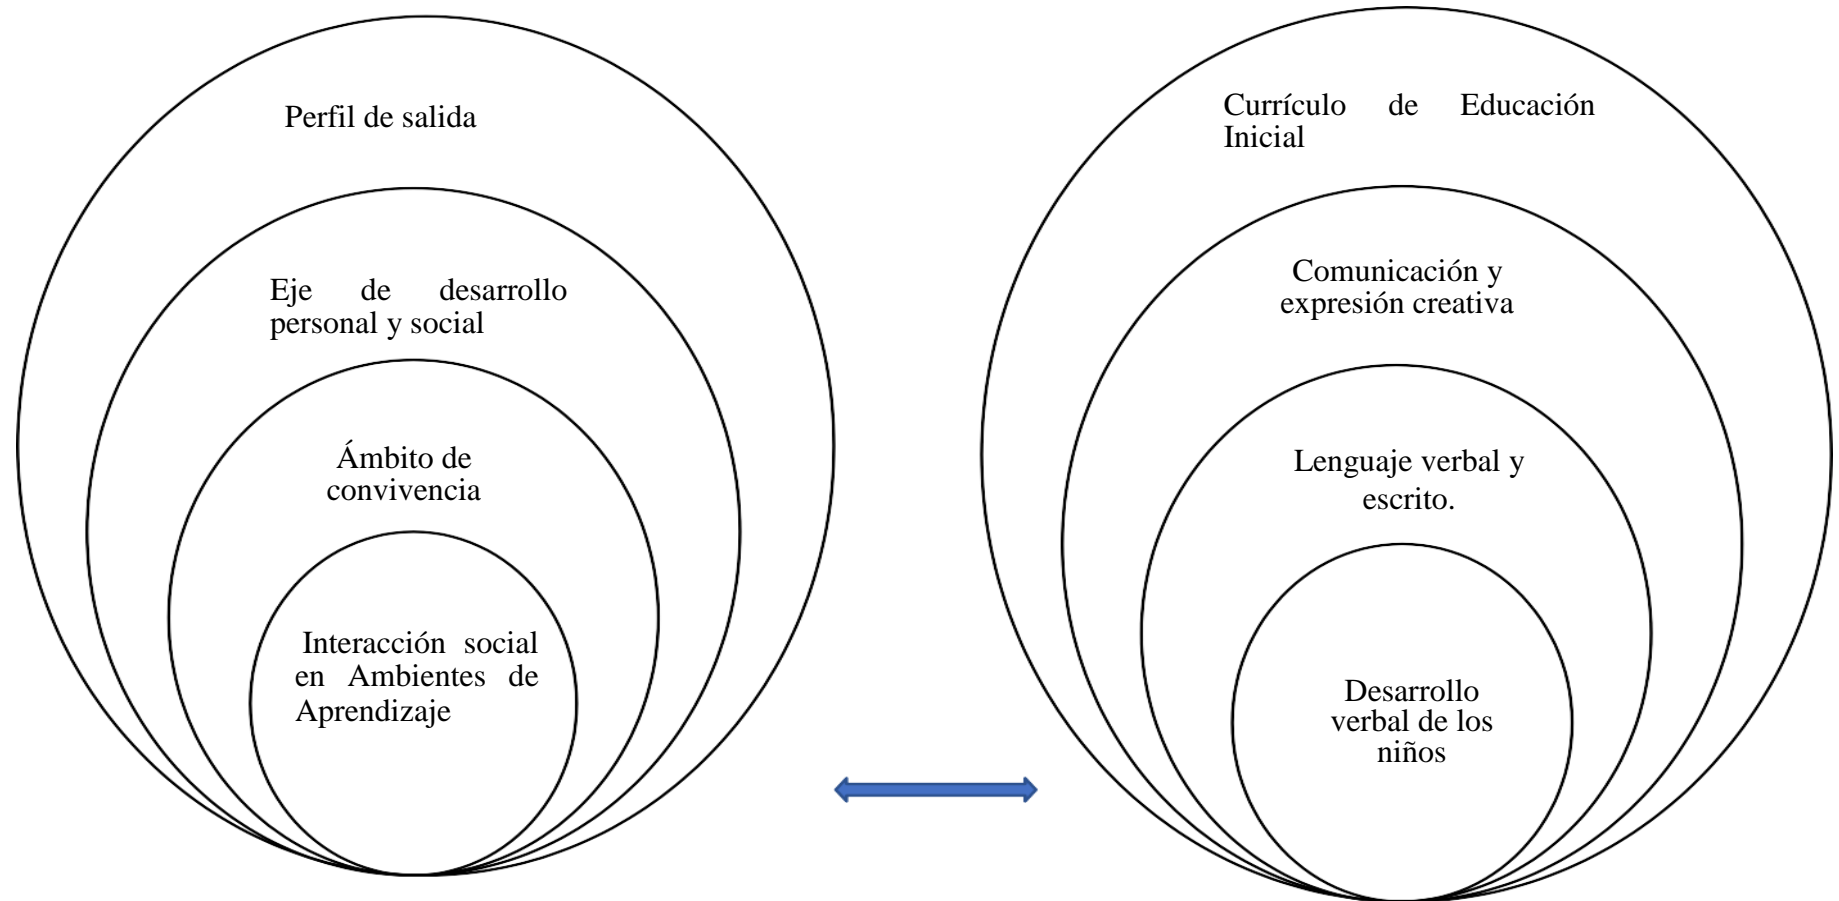 Perfil de salida
Eje de desarrollo
personal y social
Ámbito de
convivencia
Interacción social
en Ambientes de
Aprendizaje
Currículo de Educación
Inicial
Comunicación y
expresión creativa
Lenguaje verbal y
escrito.
Desarrollo
verbal de los
niños